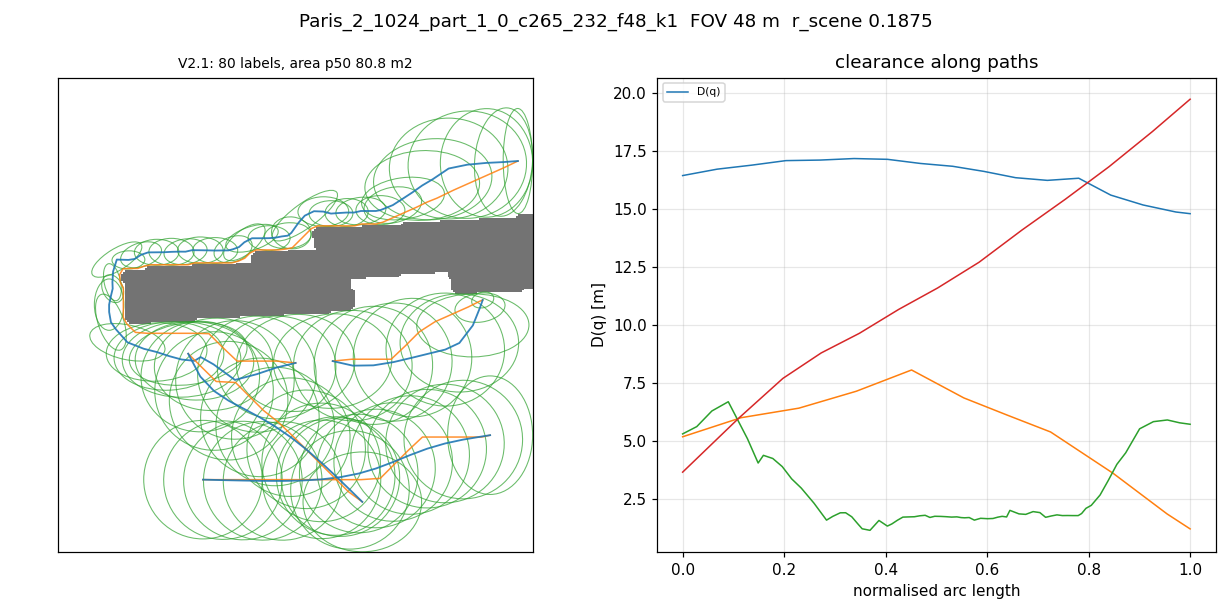 Paris_2_1024_part_1_0_c265_232_f48_k1  FOV 48 m  r_scene 0.1875
V2.1: 80 labels, area p50 80.8 m2
clearance along paths
D(q)
D(q) [m]
20.0
17.5
15.0
12.5
10.0
7.5
5.0
2.5
0.0 0.2 0.4 0.6 0.8 1.0
normalised arc length